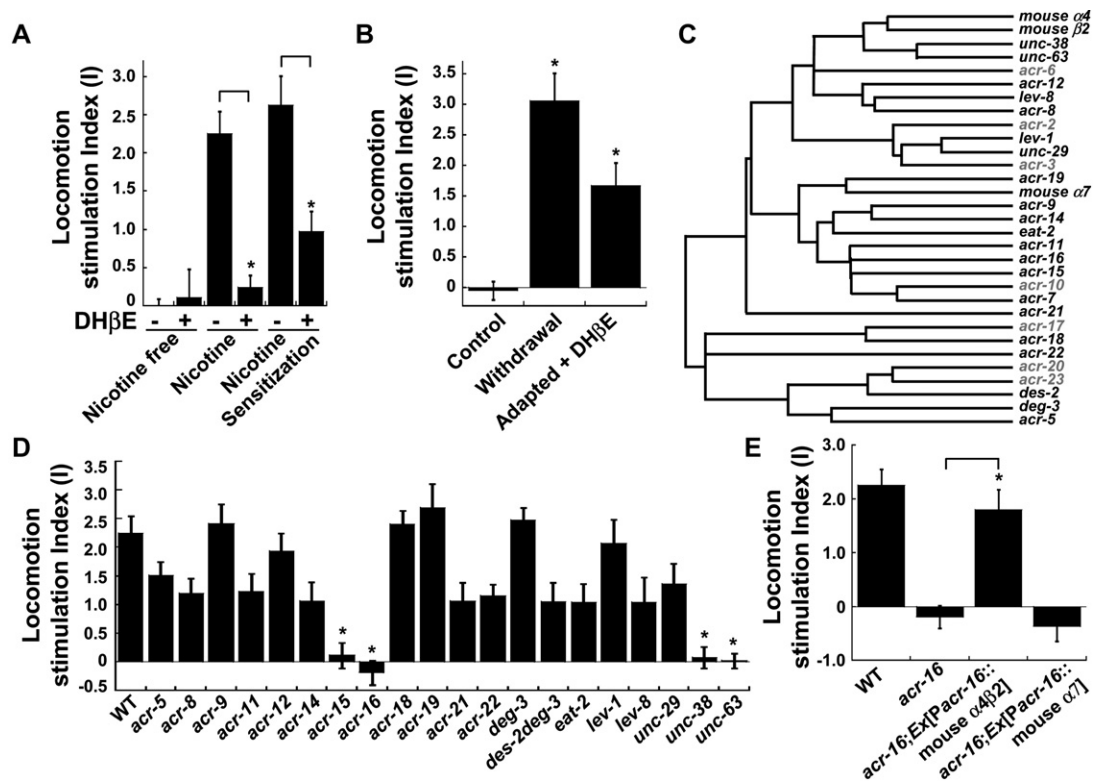 A
Locomotion
stimulation Index (I)
3.0
2.5
2.0
1.5
1.0
0.5
0
DHβE
- + - + - +
Nicotine free
Nicotine
Nicotine
Sensitization
B
Locomotion
stimulation Index (I)
4.0
3.5
3.0
2.5
2.0
1.5
1.0
0.5
0
*
*
*
*
Control
Withdrawal
Adapted + DHβE
C
mouse α4
mouse β2
unc-38
unc-63
acr-6
acr-12
lev-8
acr-8
acr-2
lev-1
unc-29
acr-3
acr-19
mouse α7
acr-9
acr-14
eat-2
acr-11
acr-16
acr-15
acr-10
acr-7
acr-21
acr-17
acr-18
acr-22
acr-20
acr-23
des-2
deg-3
acr-5
D
Locomotion
stimulation Index (I)
3.5
3.0
2.5
2.0
1.5
1.0
0.5
0
-0.5
*
*
*
*
WT
acr-5
acr-8
acr-9
acr-11
acr-12
acr-14
acr-15
acr-16
acr-18
acr-19
acr-21
acr-22
deg-3
des-2deg-3
eat-2
lev-1
lev-8
unc-29
unc-38
unc-63
E
Locomotion
stimulation Index (I)
3.0
2.0
1.0
0
-1.0
*
WT
acr-16
acr-16;Ex[Pacr-16::
mouse α4β2]
acr-16;Ex[Pacr-16::
mouse α7]